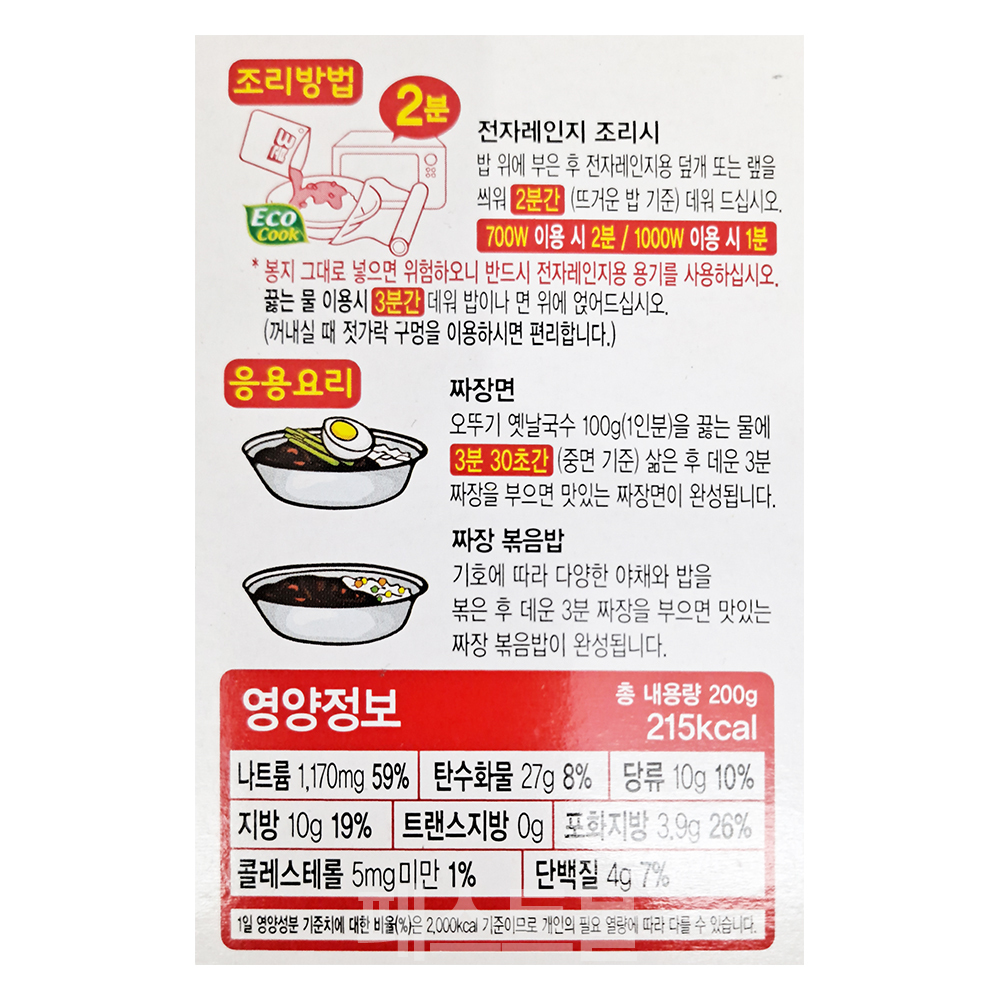 조리방법
2분
3분
ECO
Cook
전자레인지 조리시
밥 위에 부은 후 전자레인지용 덮개 또는 랲을
씌워 2분간 (뜨거운 밥 기준) 데워 드십시오.
700W 이용 시 2분 / 1000W 이용 시 1분
* 봉지 그대로 넣으면 위험하오니 반드시 전자레인지용 용기를 사용하십시오.
끓는 물 이용시 3분간 데워 밥이나 면 위에 얹어드십시오.
(꺼내실 때 젓가락 구멍을 이용하시면 편리합니다.)
응용요리
짜장면
오뚜기 옛날국수 100g(1인분)을 끓는 물에
3분 30초간 (중면 기준) 삶은 후 데운 3분
짜장을 부으면 맛있는 짜장면이 완성됩니다.
짜장 볶음밥
기호에 따라 다양한 야채와 밥을
볶은 후 데운 3분 짜장을 부으면 맛있는
짜장 볶음밥이 완성됩니다.
영양정보
총 내용량 200g
215kcal
나트륨 1,170mg 59% 탄수화물 27g 8% 당류 10g 10%
지방 10g 19% 트랜스지방 0g 포화지방 3.9g 26%
콜레스테롤 5mg 미만 1% 단백질 4g 7%
1일 영양성분 기준치에 대한 비율(%)은 2,000kcal 기준이므로 개인의 필요 열량에 따라 다를 수 있습니다.